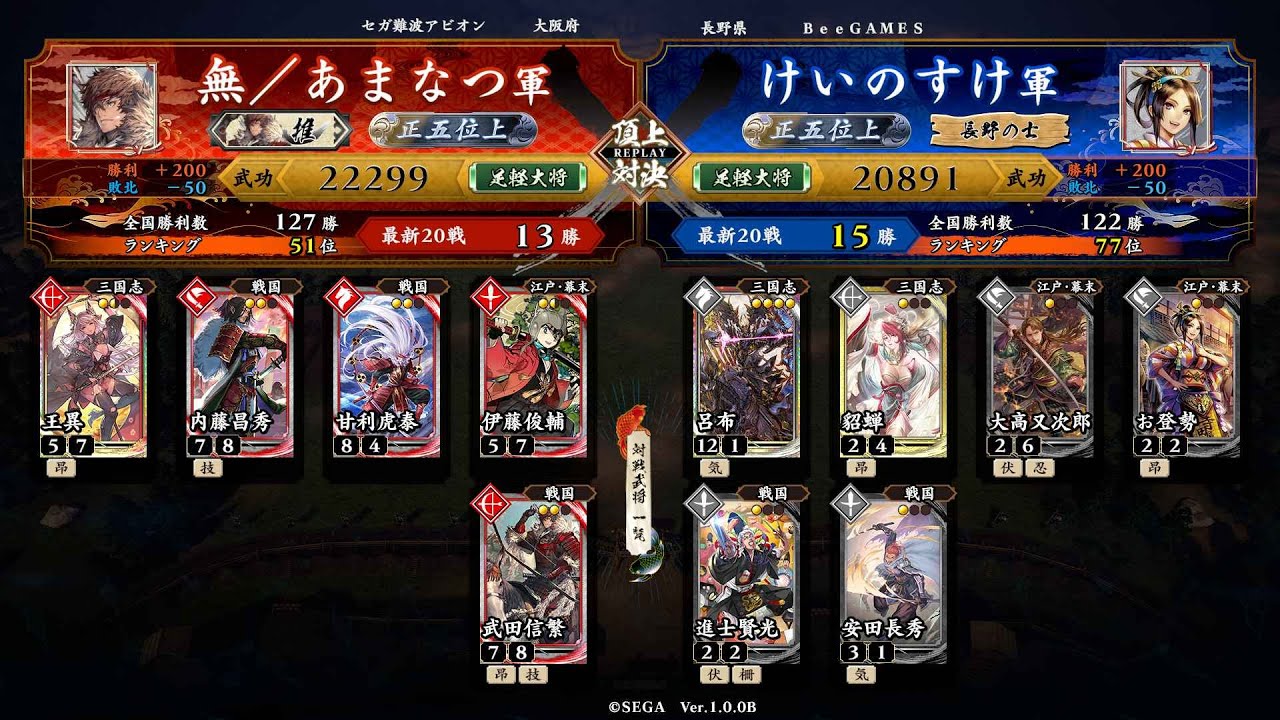 セガ難波アビオン 大阪府 長野県 BeeGAMES
無/あまなつ軍
推 正五位上
勝利 +200
敗北 -50
武功 22299 足軽大将
全国勝利数 127勝
ランキング 51位
最新20戦 13勝
頂上
REPLAY
対決
けいのすけ軍
正五位上 長野の士
足軽大将 20891 武功
勝利 +200
敗北 -50
最新20戦 15勝
全国勝利数 122勝
ランキング 77位
三国志
王異
5 7
昴
戦国
内藤昌秀
7 8
技
戦国
甘利虎泰
8 4
江戸・幕末
伊藤俊輔
5 7
戦国
武田信繁
7 8
昴 技
対戦武将一覧
三国志
呂布
12 1
気
三国志
貂蝉
2 4
昴
江戸・幕末
大高又次郎
2 6
伏 忍
江戸・幕末
お登勢
2 2
昴
戦国
進士賢光
2 2
伏 柵
戦国
安田長秀
3 1
気
©SEGA Ver.1.0.0B